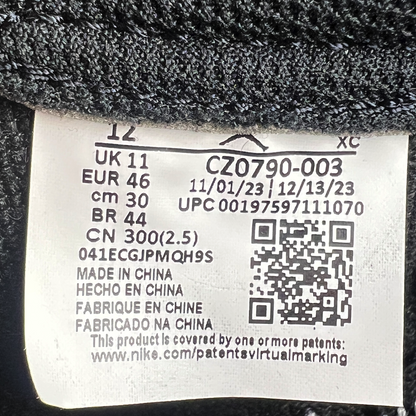 12 XC
UK 11 CZ0790-003
EUR 46 11/01/23 | 12/13/23
cm 30 UPC 00197597111070
BR 44
CN 300(2.5)
041ECGJPMQH9S
MADE IN CHINA
HECHO EN CHINA
FABRIQUE EN CHINE
FABRICADO NA CHINA
This product is covered by one or more patents:
www.nike.com/patentsvirtualmarking